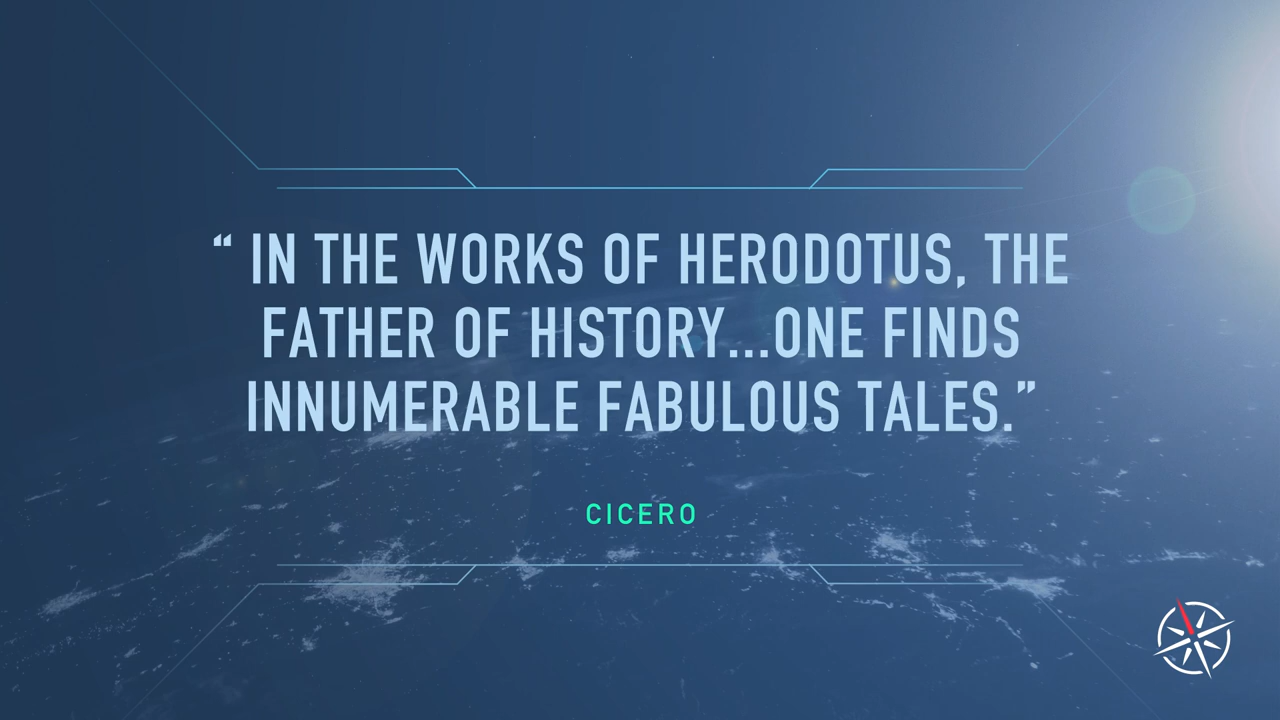 “ IN THE WORKS OF HERODOTUS, THE
FATHER OF HISTORY...ONE FINDS
INNUMERABLE FABULOUS TALES.”
CICERO